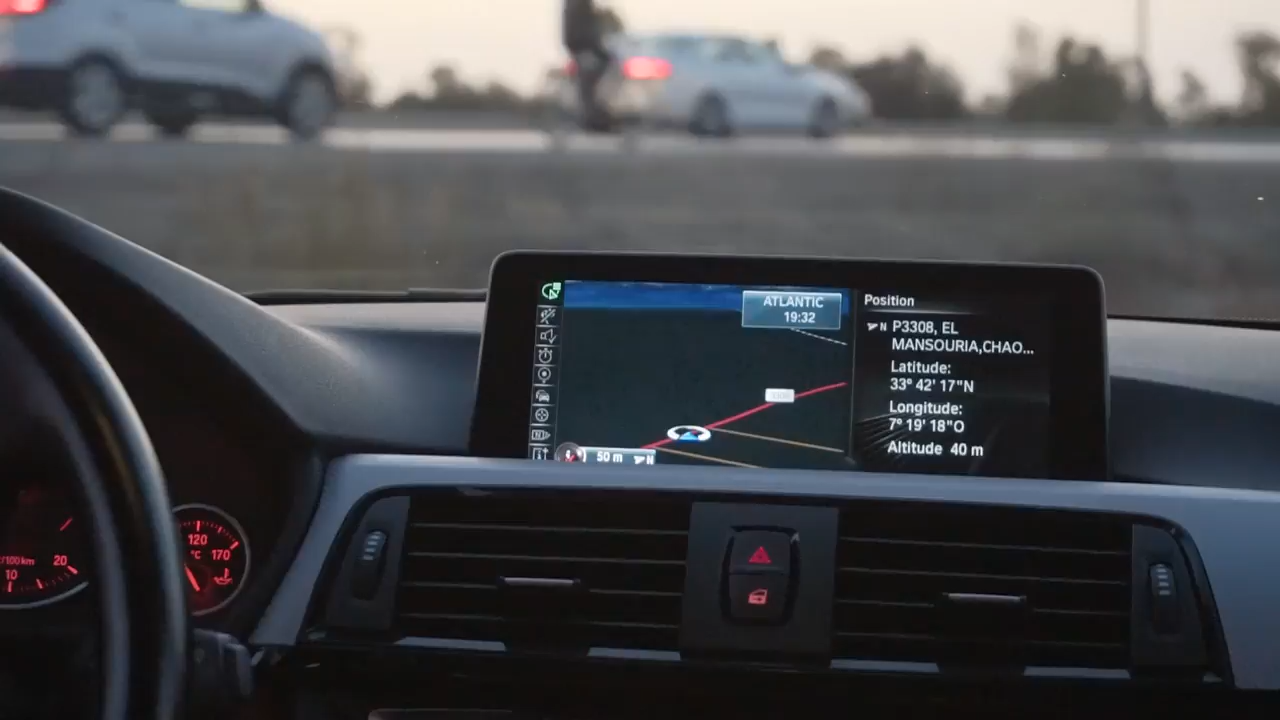 ATLANTIC
19:32
Position
N P3308, EL
MANSOURIA,CHAO...
Latitude:
33° 42' 17"N
Longitude:
7° 19' 18"O
Altitude 40 m
50 m N
120
°C 170
/100km 20
10